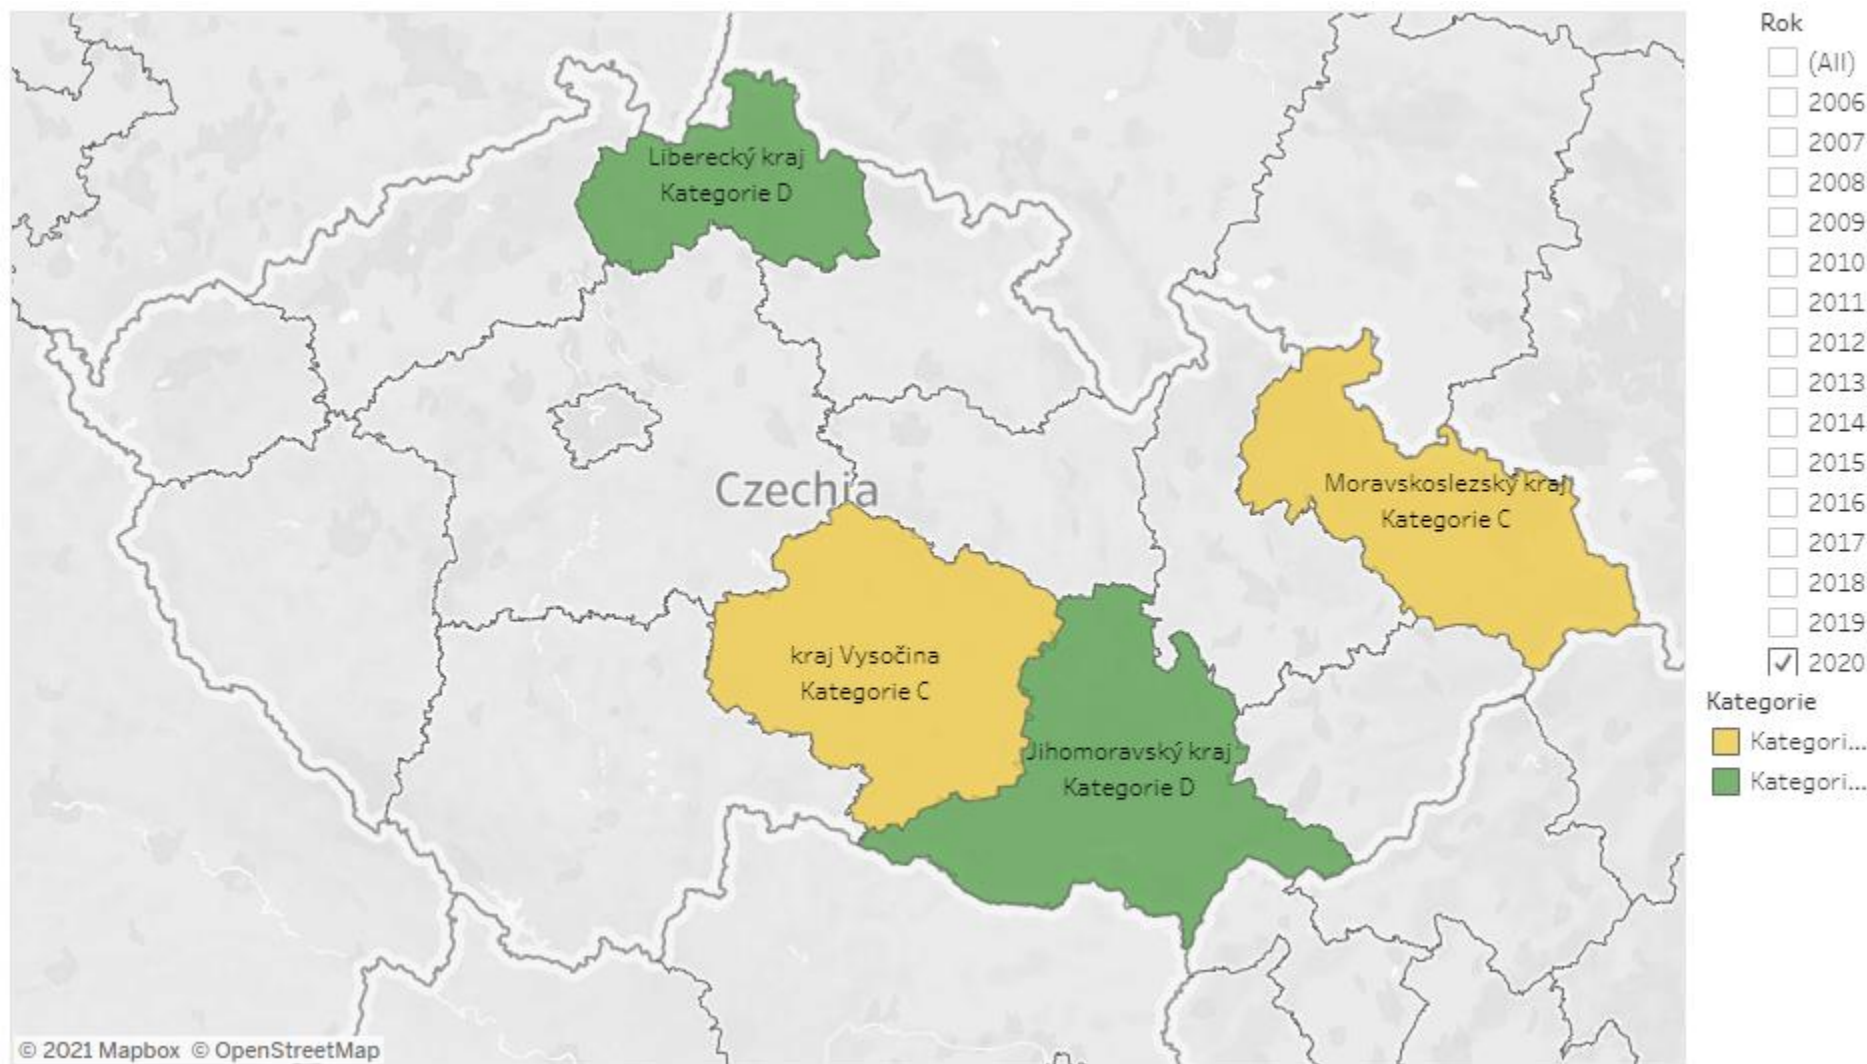 Liberecký kraj
Kategorie D
Czechia
Moravskoslezský kraj
Kategorie C
kraj Vysočina
Kategorie C
Jihomoravský kraj
Kategorie D
© 2021 Mapbox © OpenStreetMap
Rok
(All)
2006
2007
2008
2009
2010
2011
2012
2013
2014
2015
2016
2017
2018
2019
2020
Kategorie
Kategori...
Kategori...